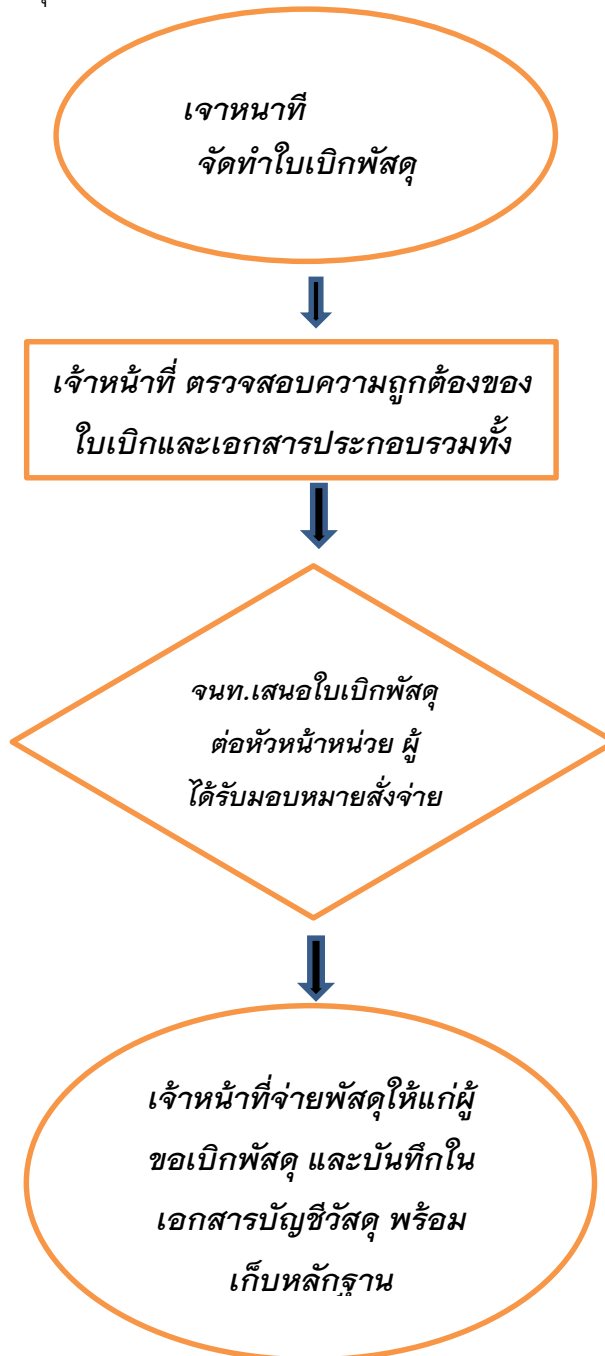 เจาหนาที
จัดทำใบเบิกพัสดุ
เจ้าหน้าที่ ตรวจสอบความถูกต้องของ
ใบเบิกและเอกสารประกอบรวมทั้ง
จนท.เสนอใบเบิกพัสดุ
ต่อหัวหน้าหน่วย ผู้
ได้รับมอบหมายสั่งจ่าย
เจ้าหน้าที่จ่ายพัสดุให้แก่ผู้
ขอเบิกพัสดุ และบันทึกใน
เอกสารบัญชีวัสดุ พร้อม
เก็บหลักฐาน